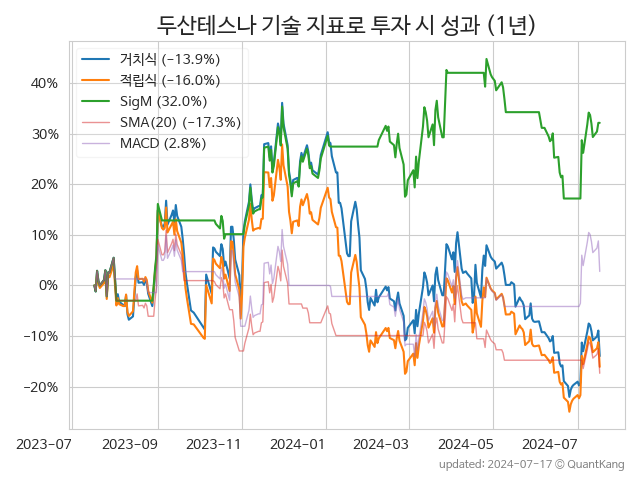 두산테스나 기술 지표로 투자 시 성과 (1년)
거치식 (−13.9%)
적립식 (−16.0%)
SigM (32.0%)
SMA(20) (−17.3%)
MACD (2.8%)
40%
30%
20%
10%
0%
−10%
−20%
2023-07
2023-09
2023-11
2024-01
2024-03
2024-05
2024-07
updated: 2024-07-17 © QuantKang